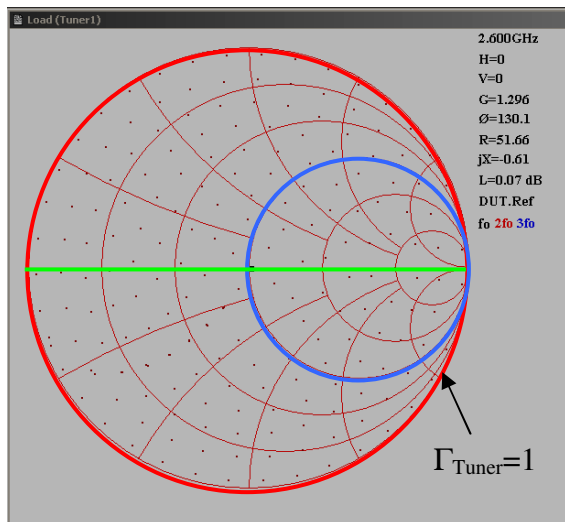 Load (Tuner1)
2.600GHz
H=0
V=0
G=1.296
Ø=130.1
R=51.66
jX=-0.61
L=0.07 dB
DUT.Ref
fo 2fo 3fo
ΓTuner=1